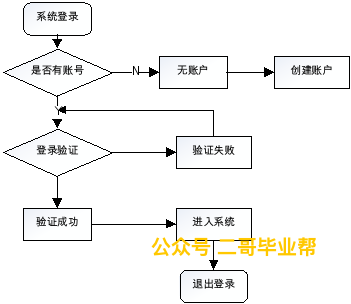 系统登录
是否有账号
N
无账户
创建账户
Y
登录验证
验证失败
验证成功
进入系统
公众号 二哥毕业帮
退出登录